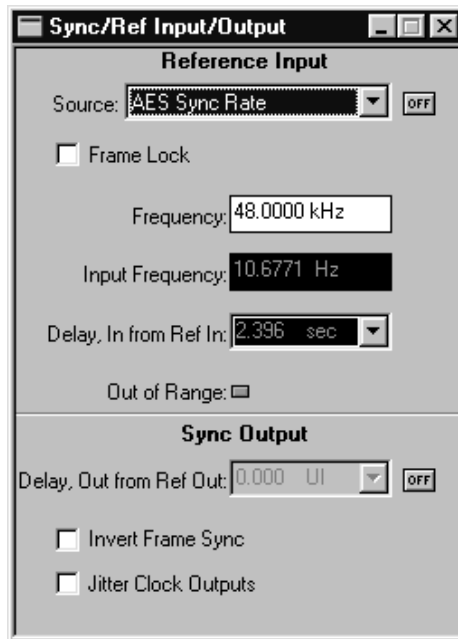 Sync/Ref Input/Output
Reference Input
Source: AES Sync Rate OFF
Frame Lock
Frequency: 48.0000 kHz
Input Frequency: 10.6771 Hz
Delay, In from Ref In: 2.396 sec
Out of Range:
Sync Output
Delay, Out from Ref Out: 0.000 UI OFF
Invert Frame Sync
Jitter Clock Outputs